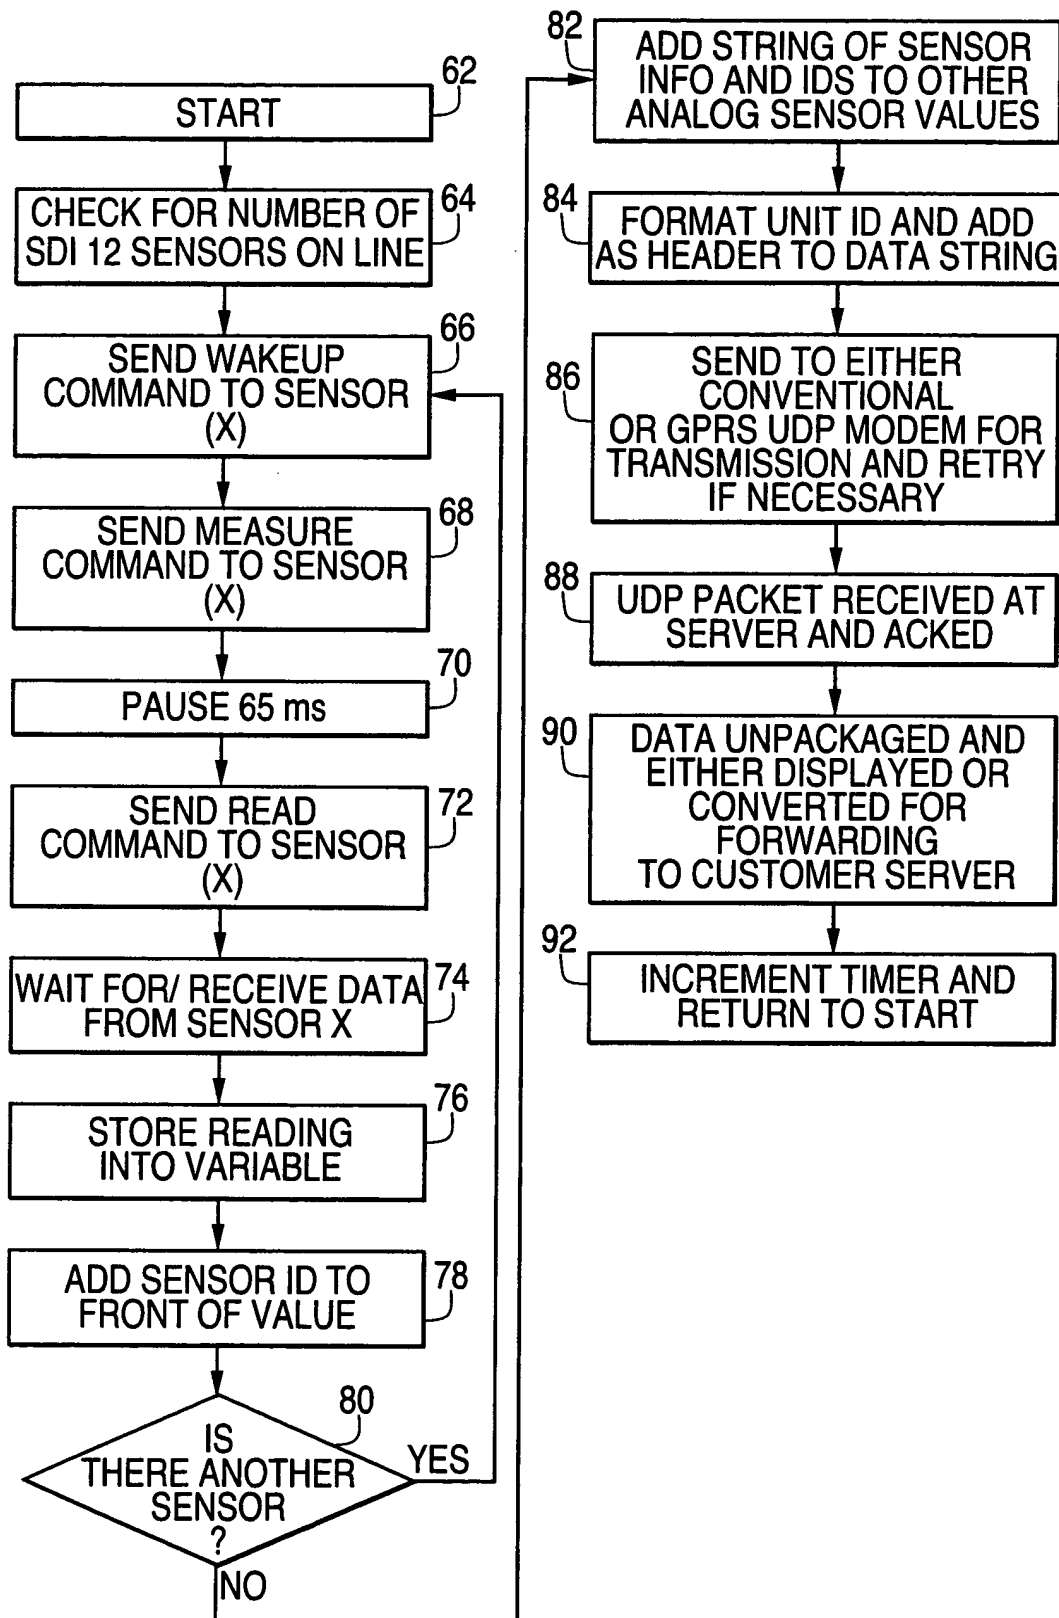 62
START
64
CHECK FOR NUMBER OF
SDI 12 SENSORS ON LINE
66
SEND WAKEUP
COMMAND TO SENSOR
(X)
68
SEND MEASURE
COMMAND TO SENSOR
(X)
70
PAUSE 65 ms
72
SEND READ
COMMAND TO SENSOR
(X)
74
WAIT FOR/ RECEIVE DATA
FROM SENSOR X
76
STORE READING
INTO VARIABLE
78
ADD SENSOR ID TO
FRONT OF VALUE
80
IS
THERE ANOTHER
SENSOR
?
YES
NO
82
ADD STRING OF SENSOR
INFO AND IDS TO OTHER
ANALOG SENSOR VALUES
84
FORMAT UNIT ID AND ADD
AS HEADER TO DATA STRING
86
SEND TO EITHER
CONVENTIONAL
OR GPRS UDP MODEM FOR
TRANSMISSION AND RETRY
IF NECESSARY
88
UDP PACKET RECEIVED AT
SERVER AND ACKED
90
DATA UNPACKAGED AND
EITHER DISPLAYED OR
CONVERTED FOR
FORWARDING
TO CUSTOMER SERVER
92
INCREMENT TIMER AND
RETURN TO START